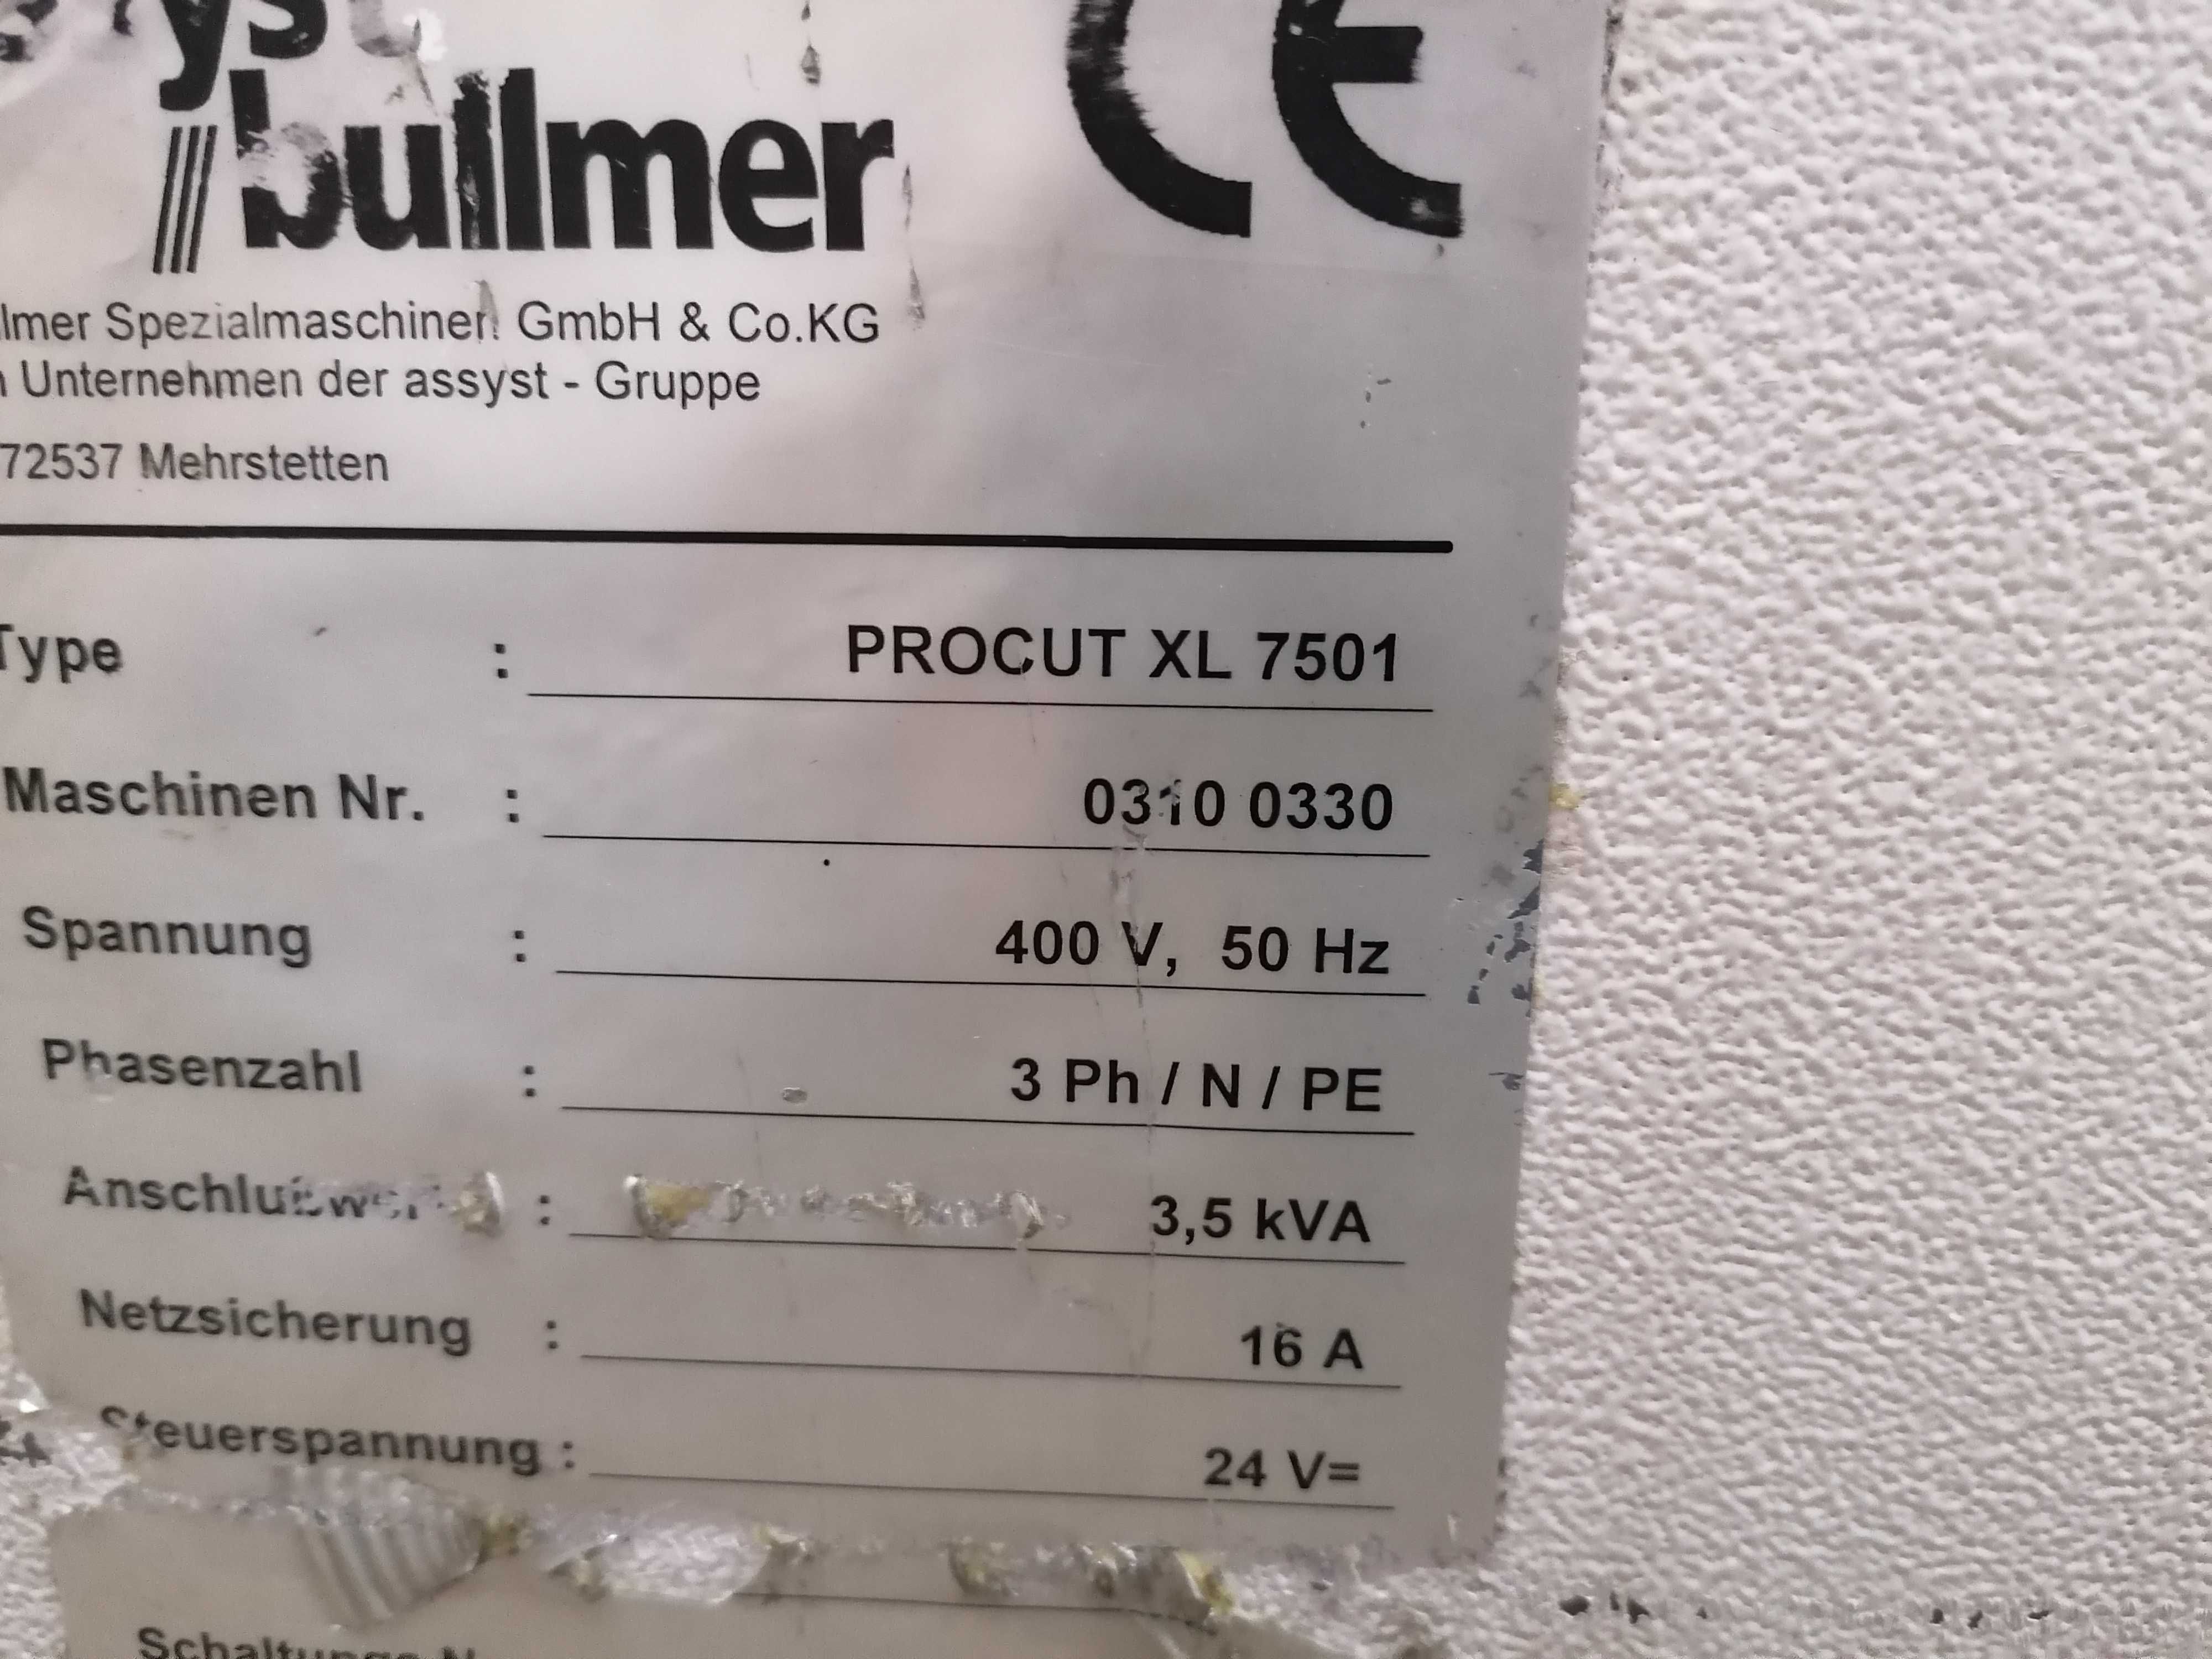 bullmer
CE
lmer Spezialmaschinen GmbH & Co.KG
Unternehmen der assyst - Gruppe
72537 Mehrstetten
Type : PROCUT XL 7501
Maschinen Nr. : 0310 0330
Spannung : 400 V, 50 Hz
Phasenzahl : 3 Ph / N / PE
: 3,5 kVA
Netzsicherung : 16 A
Steuerspannung : 24 V=